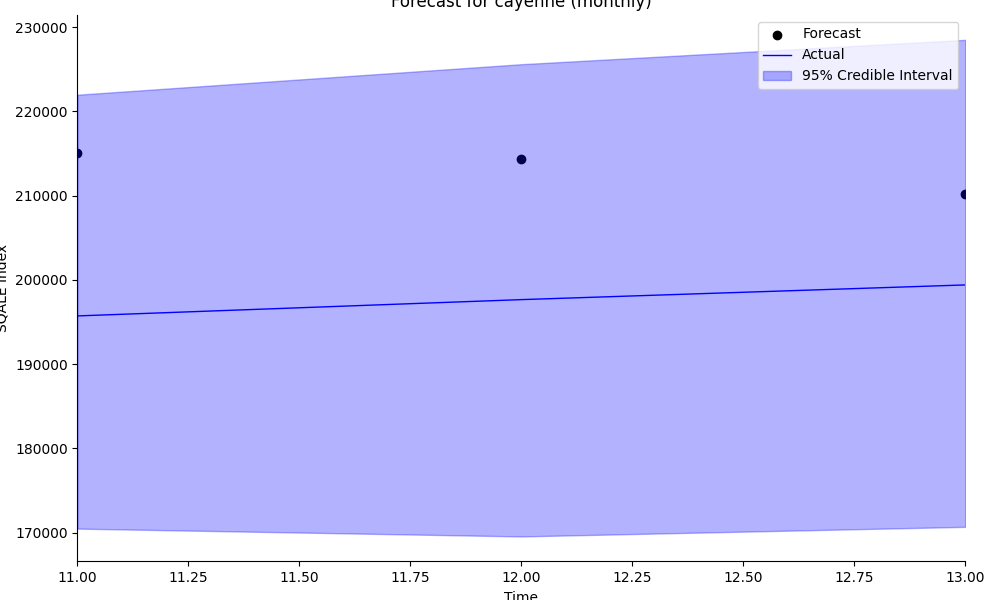 Forecast for cayenne (monthly)
Forecast
Actual
95% Credible Interval
230000
220000
210000
200000
190000
180000
170000
SQALE Index
11.00
11.25
11.50
11.75
12.00
12.25
12.50
12.75
13.00
Time